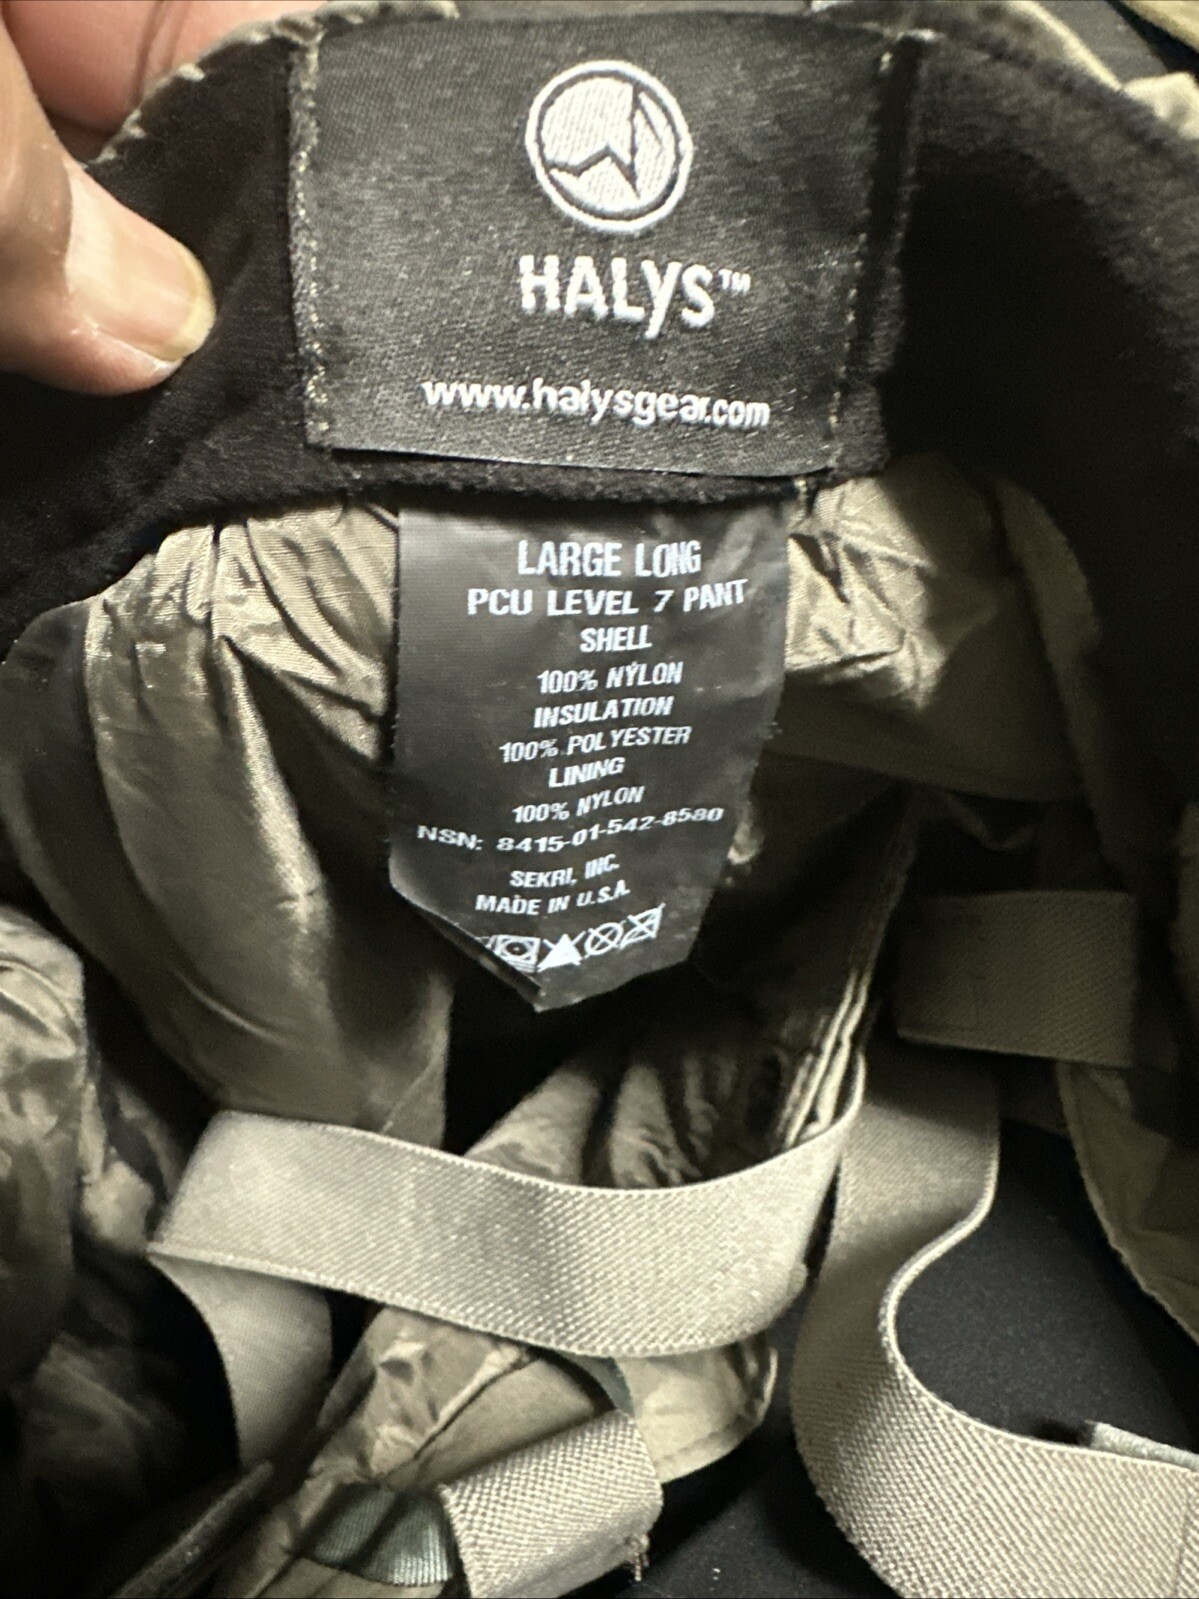 HALYS™
www.halysgear.com
LARGE LONG
PCU LEVEL 7 PANT
SHELL
100% NYLON
INSULATION
100% POLYESTER
LINING
100% NYLON
NSN: 8415-01-542-8580
SEKRI, INC.
MADE IN U.S.A.